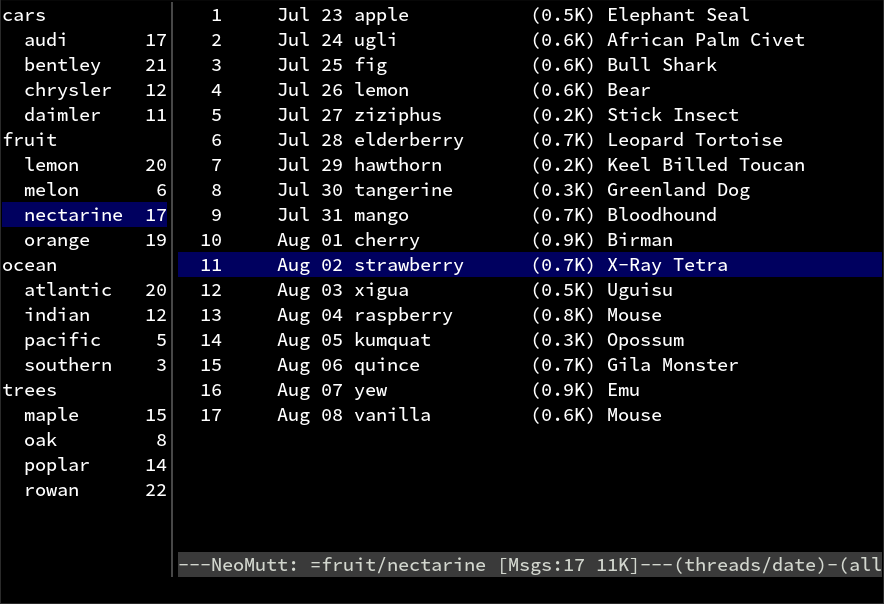 cars
audi 17
bentley 21
chrysler 12
daimler 11
fruit
lemon 20
melon 6
nectarine 17
orange 19
ocean
atlantic 20
indian 12
pacific 5
southern 3
trees
maple 15
oak 8
poplar 14
rowan 22
1 Jul 23 apple (0.5K) Elephant Seal
2 Jul 24 ugli (0.6K) African Palm Civet
3 Jul 25 fig (0.6K) Bull Shark
4 Jul 26 lemon (0.6K) Bear
5 Jul 27 ziziphus (0.2K) Stick Insect
6 Jul 28 elderberry (0.7K) Leopard Tortoise
7 Jul 29 hawthorn (0.2K) Keel Billed Toucan
8 Jul 30 tangerine (0.3K) Greenland Dog
9 Jul 31 mango (0.7K) Bloodhound
10 Aug 01 cherry (0.9K) Birman
11 Aug 02 strawberry (0.7K) X-Ray Tetra
12 Aug 03 xigua (0.5K) Uguisu
13 Aug 04 raspberry (0.8K) Mouse
14 Aug 05 kumquat (0.3K) Opossum
15 Aug 06 quince (0.7K) Gila Monster
16 Aug 07 yew (0.9K) Emu
17 Aug 08 vanilla (0.6K) Mouse
---NeoMutt: =fruit/nectarine [Msgs:17 11K]---(threads/date)-(all